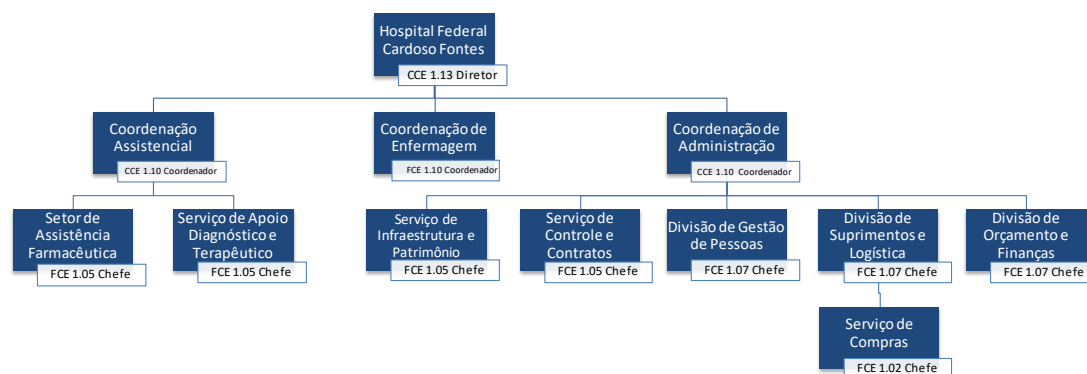 Hospital Federal
Cardoso Fontes
CCE 1.13 Diretor
Coordenação
Assistencial
CCE 1.10 Coordenador
Coordenação de
Enfermagem
FCE 1.10 Coordenador
Coordenação de
Administração
CCE 1.10 Coordenador
Setor de
Assistência
Farmacêutica
FCE 1.05 Chefe
Serviço de Apoio
Diagnóstico e
Terapêutico
FCE 1.05 Chefe
Serviço de
Infraestrutura e
Patrimônio
FCE 1.05 Chefe
Serviço de
Controle e
Contratos
FCE 1.05 Chefe
Divisão de Gestão
de Pessoas
FCE 1.07 Chefe
Divisão de
Suprimentos e
Logística
FCE 1.07 Chefe
Divisão de
Orçamento e
Finanças
FCE 1.07 Chefe
Serviço de
Compras
FCE 1.02 Chefe